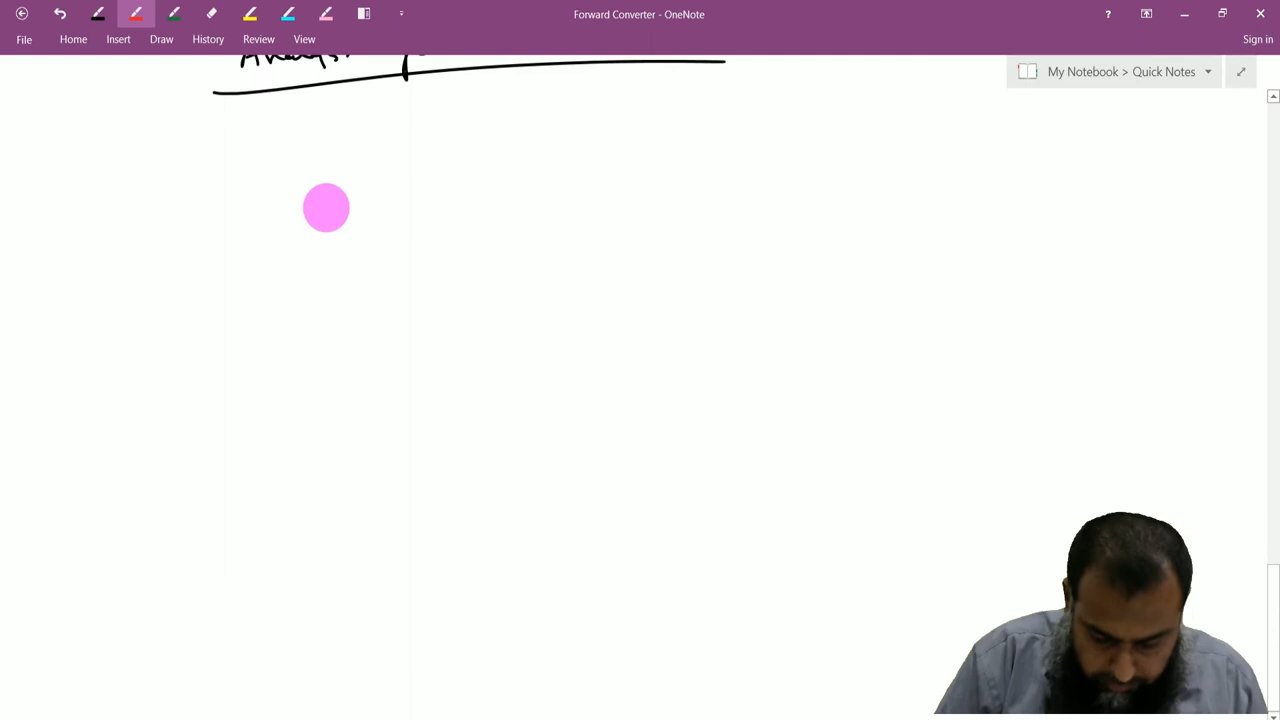 Forward Converter - OneNote
?
File
Home
Insert
Draw
History
Review
View
Sign in
My Notebook > Quick Notes